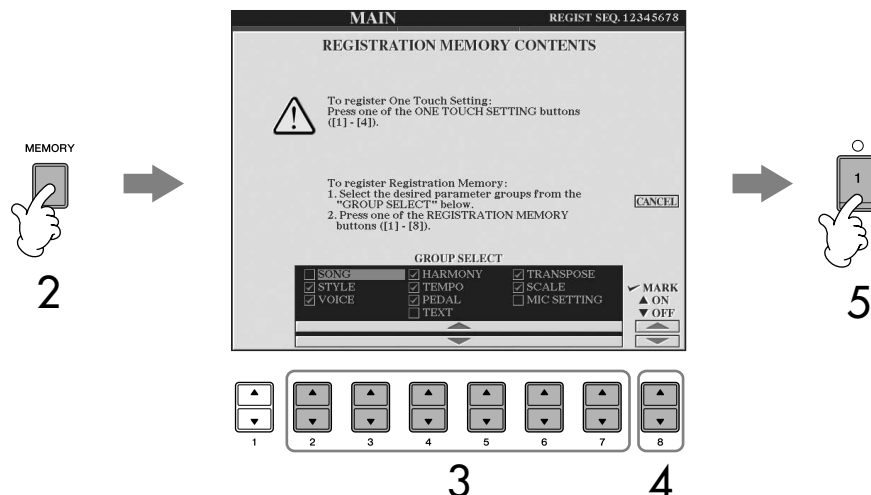 MAIN REGIST SEQ. 12345678
REGISTRATION MEMORY CONTENTS
To register One Touch Setting:
Press one of the ONE TOUCH SETTING buttons
([1] - [4]).
MEMORY
To register Registration Memory:
1. Select the desired parameter groups from the
"GROUP SELECT" below.
2. Press one of the REGISTRATION MEMORY
buttons ([1] - [8]).
CANCEL
1
GROUP SELECT
SONG HARMONY TRANSPOSE
STYLE TEMPO SCALE
VOICE PEDAL MIC SETTING
TEXT
MARK
▲ ON
▼ OFF
2
5
1 2 3 4 5 6 7 8
3 4